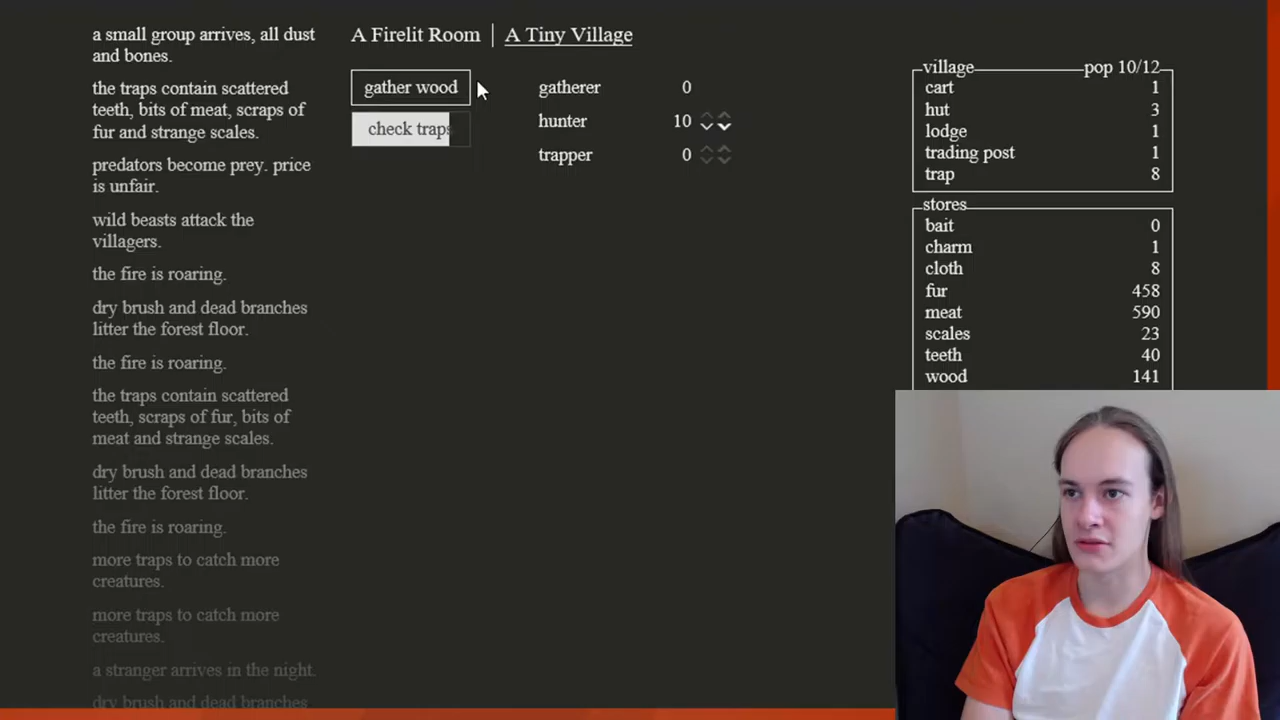 a small group arrives, all dust
and bones.
the traps contain scattered
teeth, bits of meat, scraps of
fur and strange scales.
predators become prey. price
is unfair.
wild beasts attack the
villagers.
the fire is roaring.
dry brush and dead branches
litter the forest floor.
the fire is roaring.
the traps contain scattered
teeth, scraps of fur, bits of
meat and strange scales.
dry brush and dead branches
litter the forest floor.
the fire is roaring.
more traps to catch more
creatures.
more traps to catch more
creatures.
a stranger arrives in the night.
dry brush and dead branches
A Firelit Room | A Tiny Village
gather wood
check traps
gatherer 0
hunter 10
trapper 0
village pop 10/12
cart 1
hut 3
lodge 1
trading post 1
trap 8
stores
bait 0
charm 1
cloth 8
fur 458
meat 590
scales 23
teeth 40
wood 141